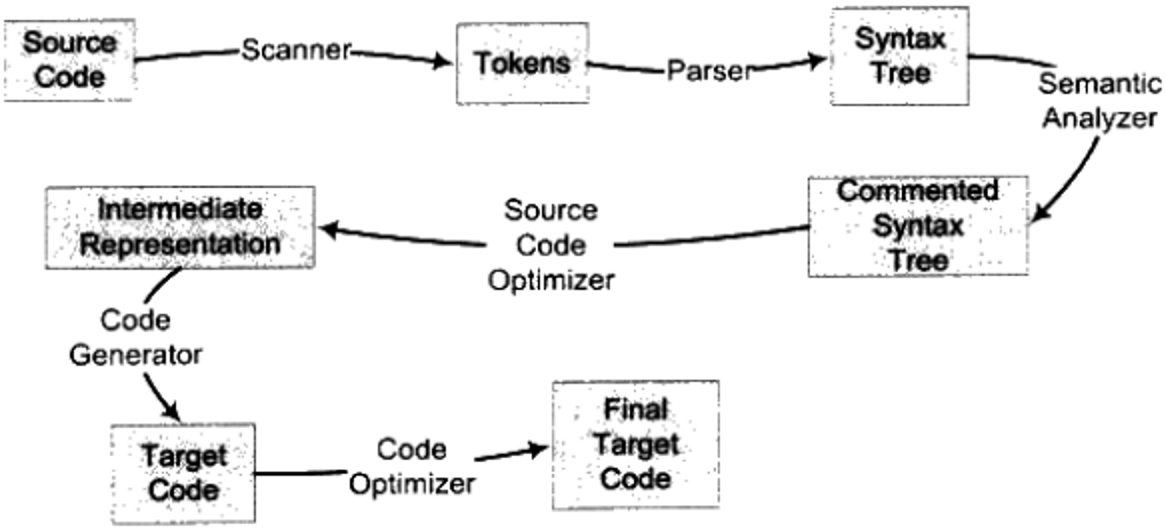 Source
Code
Scanner
Tokens
Parser
Syntax
Tree
Semantic
Analyzer
Commented
Syntax
Tree
Source
Code
Optimizer
Intermediate
Representation
Code
Generator
Target
Code
Code
Optimizer
Final
Target
Code